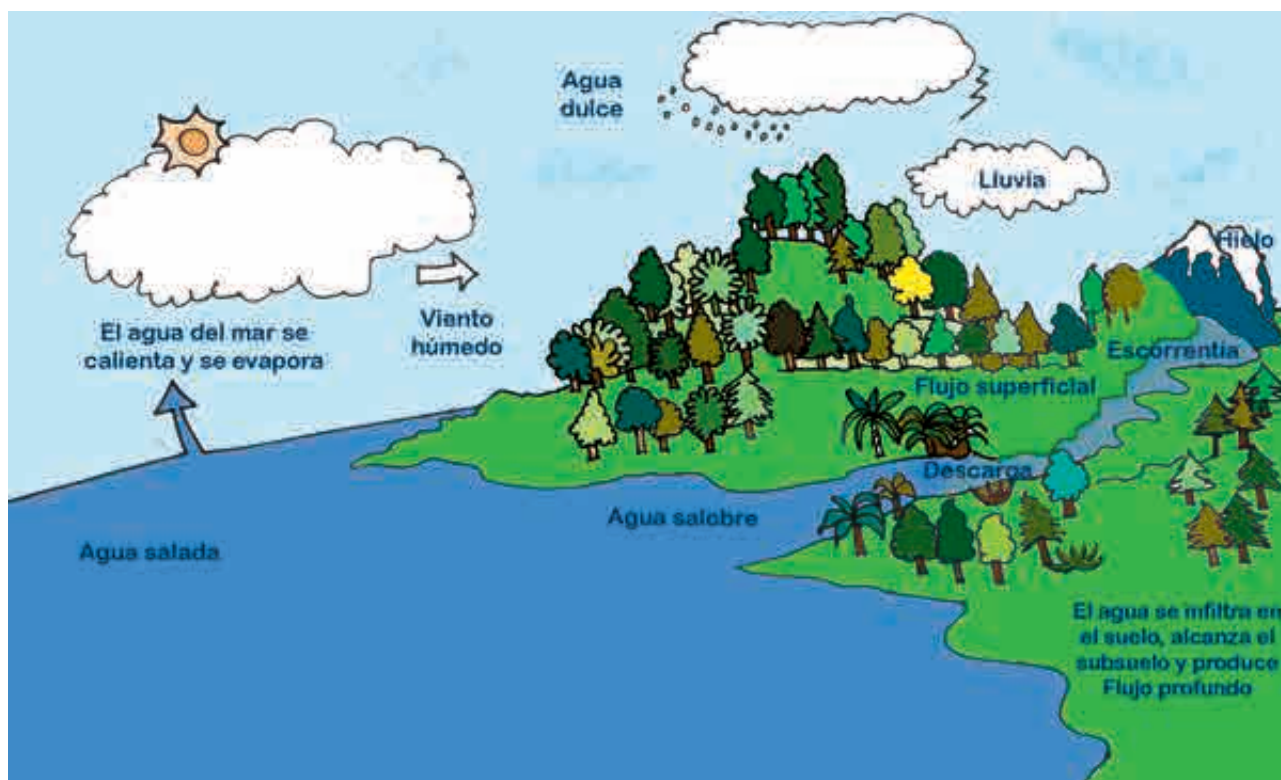 Agua
dulce
Lluvia
Hielo
El agua del mar se
calienta y se evapora
Viento
húmedo
Escorrentía
Flujo superficial
Descarga
Agua salobre
Agua salada
El agua se infiltra en
el suelo, alcanza el
subsuelo y produce
Flujo profundo